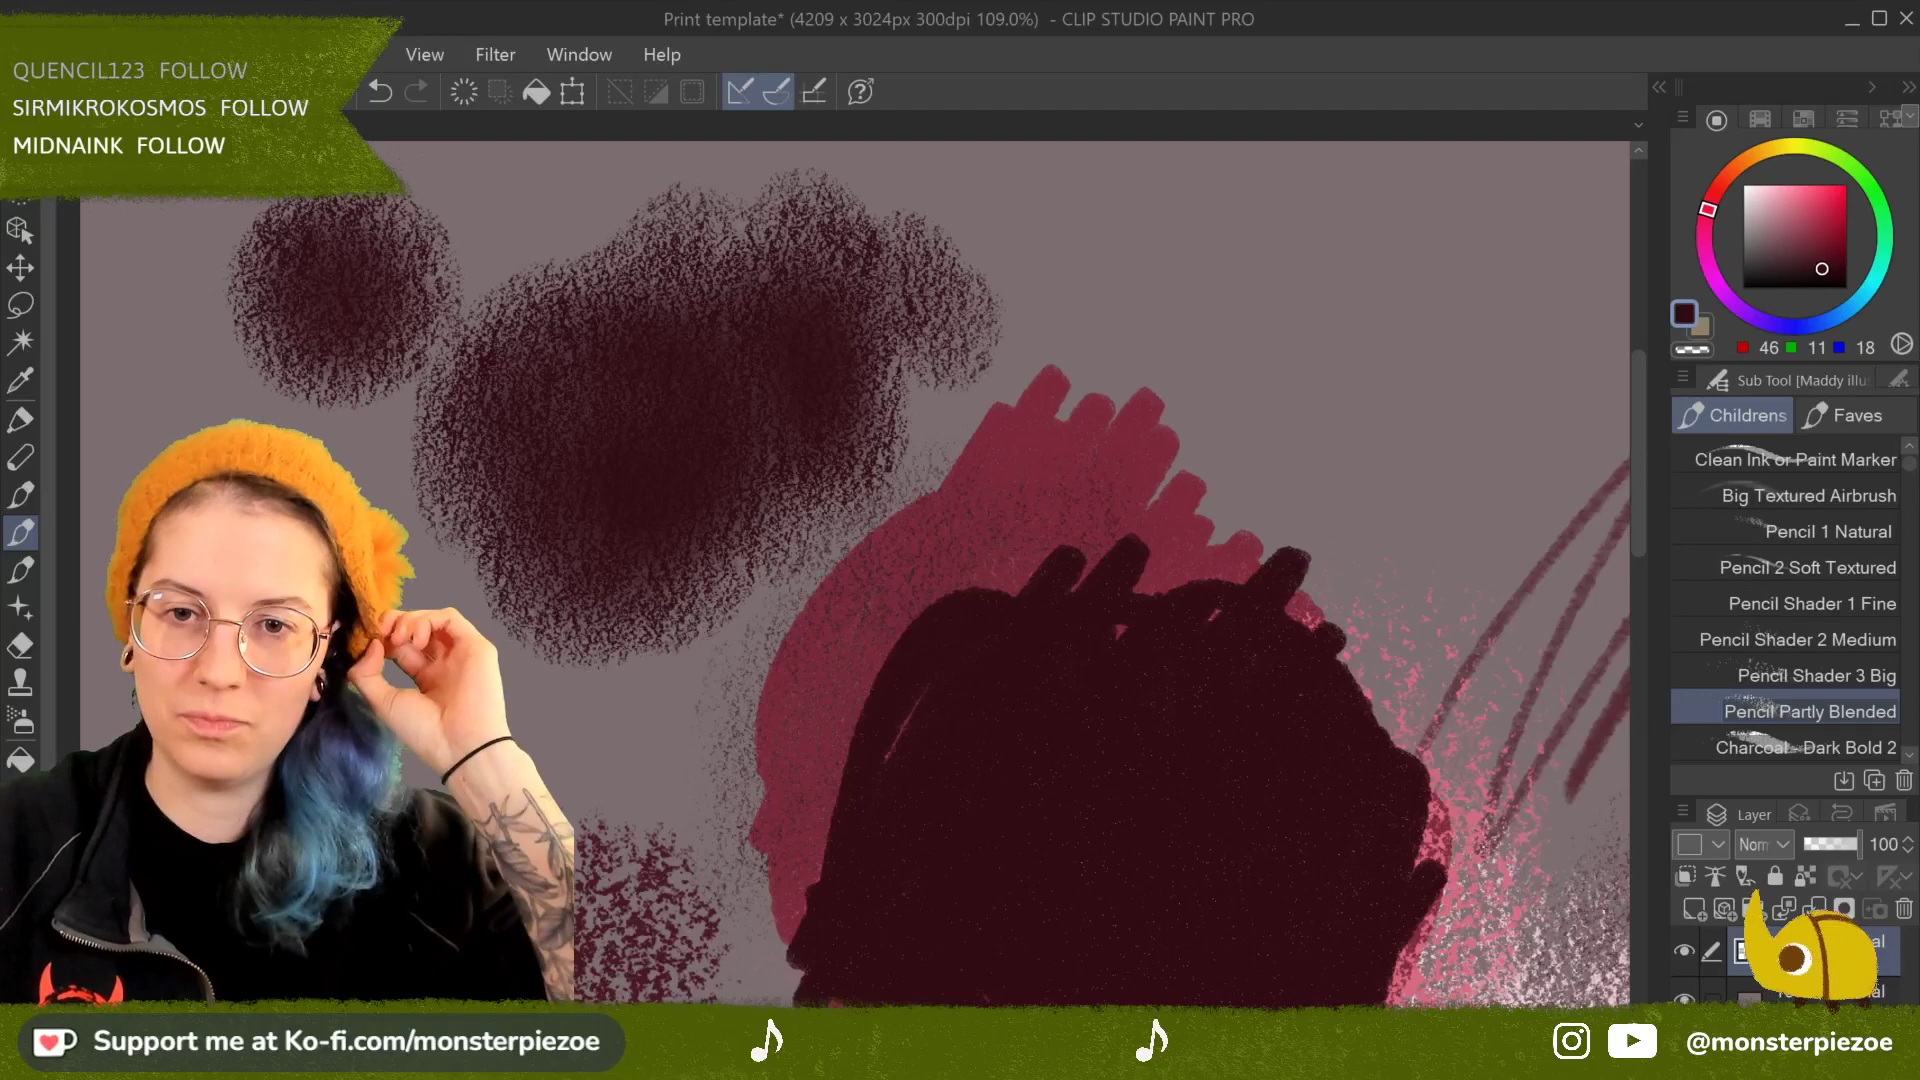 Print template* (4209 x 3024px 300dpi 109.0%) - CLIP STUDIO PAINT PRO
View Filter Window Help
QUENCIL123 FOLLOW
SIRMIKROKOSMOS FOLLOW
MIDNAINK FOLLOW
46 11 18
Sub Tool [Maddy illu
Childrens Faves
Clean Ink or Paint Marker
Big Textured Airbrush
Pencil 1 Natural
Pencil 2 Soft Textured
Pencil Shader 1 Fine
Pencil Shader 2 Medium
Pencil Shader 3 Big
Pencil Partly Blended
Charcoal - Dark Bold 2
Layer
Norr 100
al
al
Support me at Ko-fi.com/monsterpiezoe
@monsterpiezoe